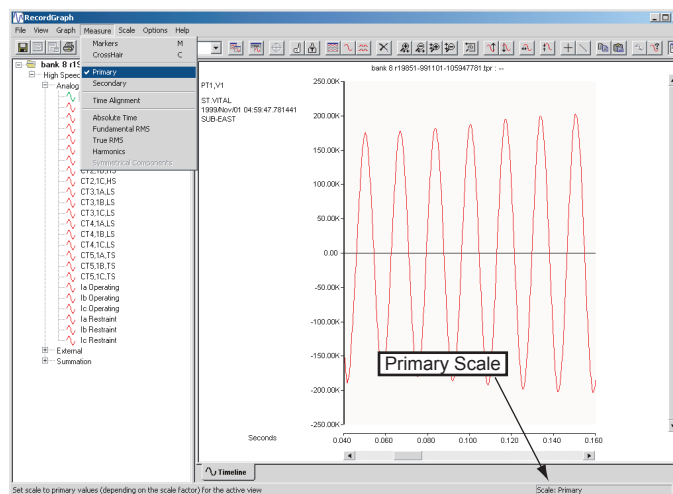 RecordGraph
File View Graph Measure Scale Options Help
Markers M
CrossHair C
Primary
Secondary
Time Alignment
Absolute Time
Fundamental RMS
True RMS
Harmonics
Symmetrical Components
bank 8 r19
High Speed
Analog
CT2,1C,HS
CT3,1A,LS
CT3,1B,LS
CT3,1C,LS
CT4,1A,LS
CT4,1B,LS
CT4,1C,LS
CT5,1A,TS
CT5,1B,TS
CT5,1C,TS
Ia Operating
Ib Operating
Ic Operating
Ia Restraint
Ib Restraint
Ic Restraint
External
Summation
bank 8 r19851-991101-105947781.tpr : --
PT1,V1
ST.VITAL
1999/Nov/01 04:59:47.781441
SUB-EAST
250.00K
200.00K
150.00K
100.00K
50.00K
0.00
-50.00K
-100.00K
-150.00K
-200.00K
-250.00K
Primary Scale
Seconds
0.040 0.060 0.080 0.100 0.120 0.140 0.160
Timeline
Set scale to primary values (depending on the scale factor) for the active view
Scale: Primary